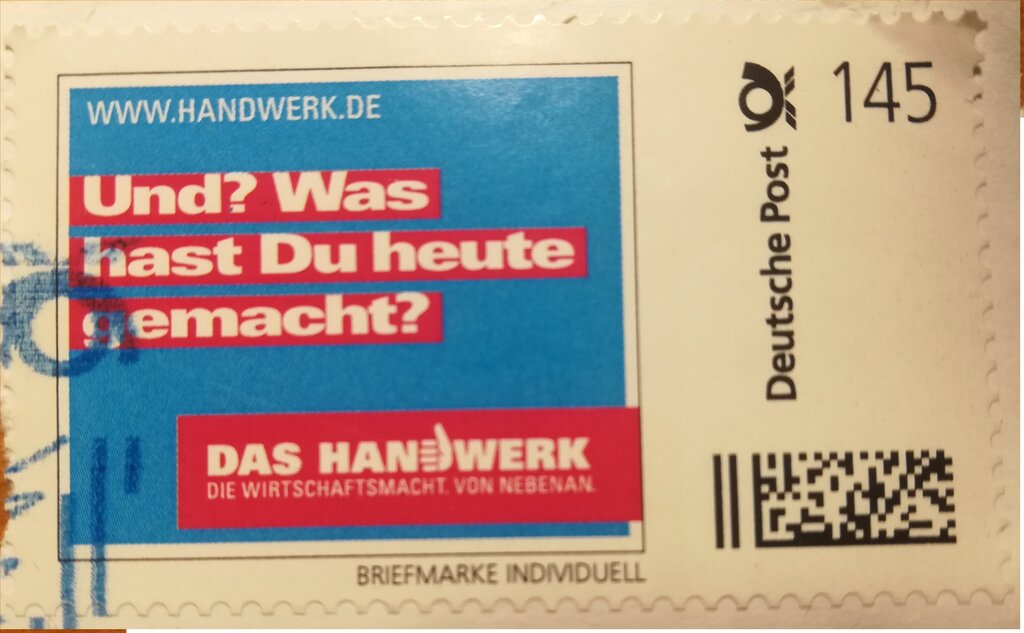 WWW.HANDWERK.DE
Und? Was
hast Du heute
gemacht?
DAS HANDWERK
DIE WIRTSCHAFTSMACHT. VON NEBENAN.
BRIEFMARKE INDIVIDUELL
Deutsche Post
145